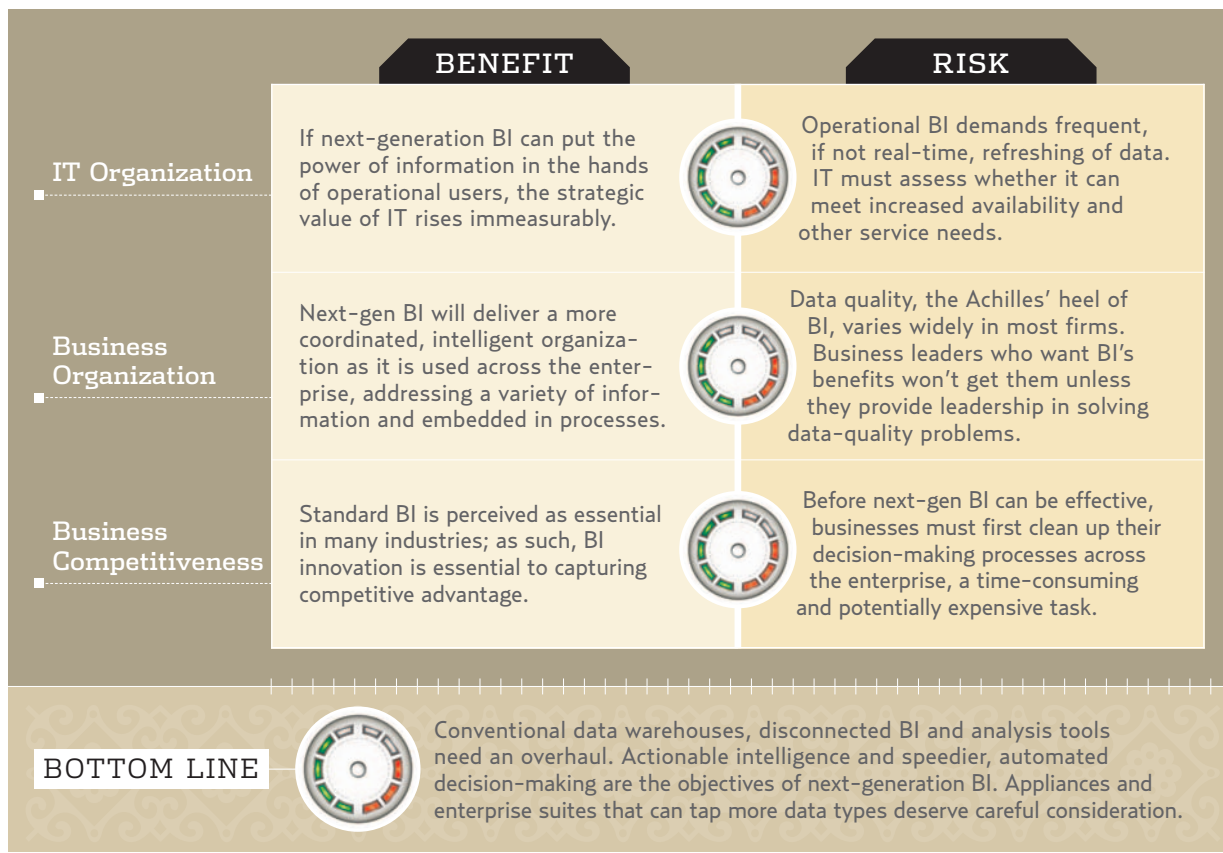 BENEFIT
RISK
IT Organization
If next-generation BI can put the
power of information in the hands
of operational users, the strategic
value of IT rises immeasurably.
Operational BI demands frequent,
if not real-time, refreshing of data.
IT must assess whether it can
meet increased availability and
other service needs.
Business
Organization
Next-gen BI will deliver a more
coordinated, intelligent organiza-
tion as it is used across the enter-
prise, addressing a variety of infor-
mation and embedded in processes.
Data quality, the Achilles’ heel of
BI, varies widely in most firms.
Business leaders who want BI’s
benefits won’t get them unless
they provide leadership in solving
data-quality problems.
Business
Competitiveness
Standard BI is perceived as essential
in many industries; as such, BI
innovation is essential to capturing
competitive advantage.
Before next-gen BI can be effective,
businesses must first clean up their
decision-making processes across
the enterprise, a time-consuming
and potentially expensive task.
BOTTOM LINE
Conventional data warehouses, disconnected BI and analysis tools
need an overhaul. Actionable intelligence and speedier, automated
decision-making are the objectives of next-generation BI. Appliances and
enterprise suites that can tap more data types deserve careful consideration.